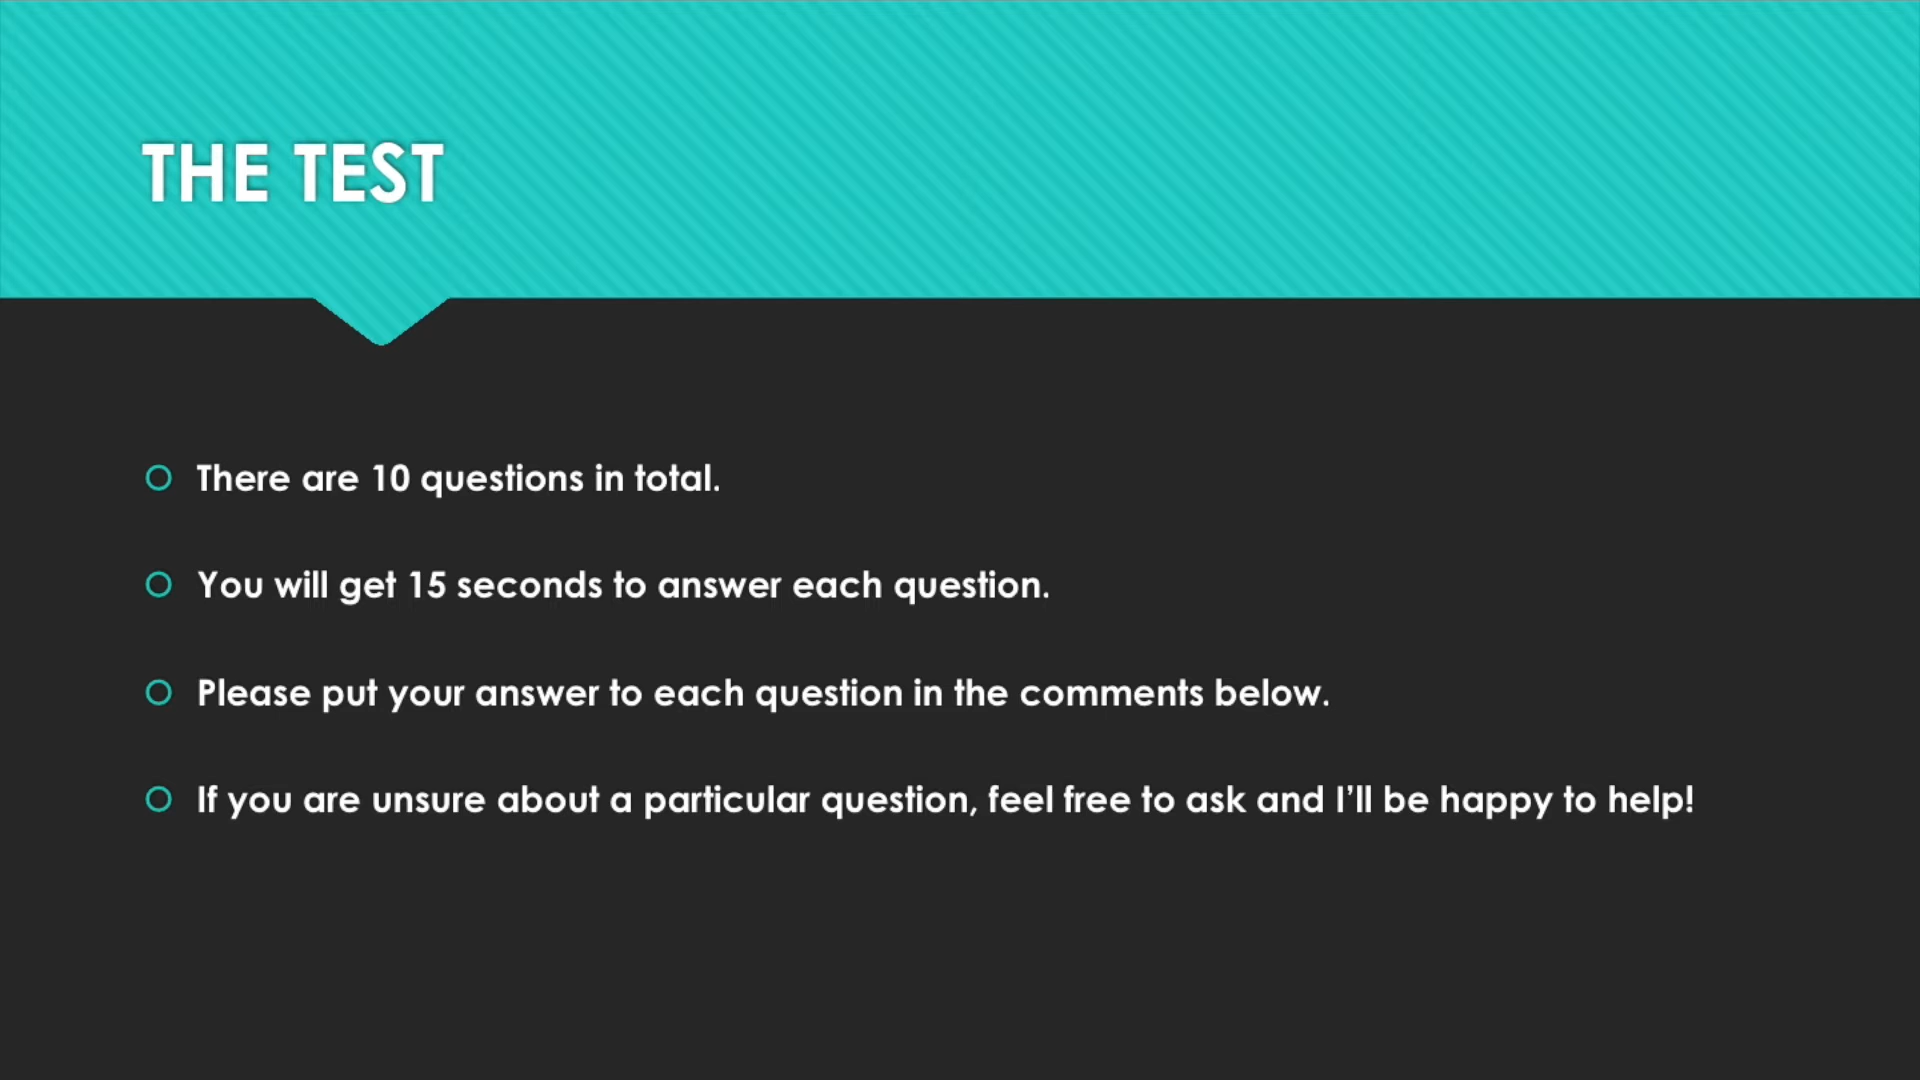 THE TEST
There are 10 questions in total.
You will get 15 seconds to answer each question.
Please put your answer to each question in the comments below.
If you are unsure about a particular question, feel free to ask and I’ll be happy to help!